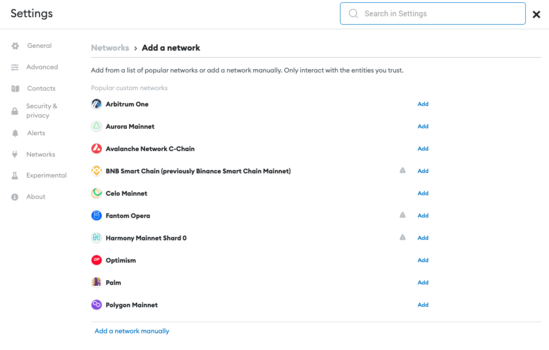 Settings
Search in Settings
General
Advanced
Contacts
Security &
privacy
Alerts
Networks
Experimental
About
Networks > Add a network
Add from a list of popular networks or add a network manually. Only interact with the entities you trust.
Popular custom networks
Arbitrum One Add
Aurora Mainnet Add
Avalanche Network C-Chain Add
BNB Smart Chain (previously Binance Smart Chain Mainnet) Add
Celo Mainnet Add
Fantom Opera Add
Harmony Mainnet Shard 0 Add
OP Optimism Add
Palm Add
Polygon Mainnet Add
Add a network manually